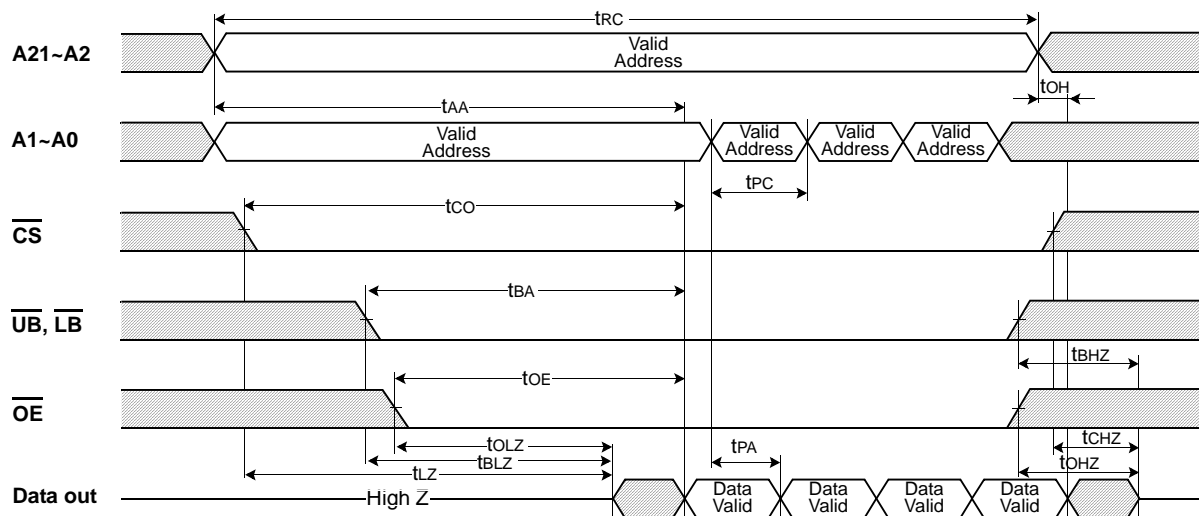 tRC
A21~A2
Valid
Address
tOH
tAA
A1~A0
Valid
Address
Valid
Address
Valid
Address
Valid
Address
tPC
tCO
CS
tBA
UB, LB
tBHZ
tOE
OE
tOLZ
tBLZ
tLZ
tPA
tCHZ
tOHZ
Data out
High Z
Data
Valid
Data
Valid
Data
Valid
Data
Valid